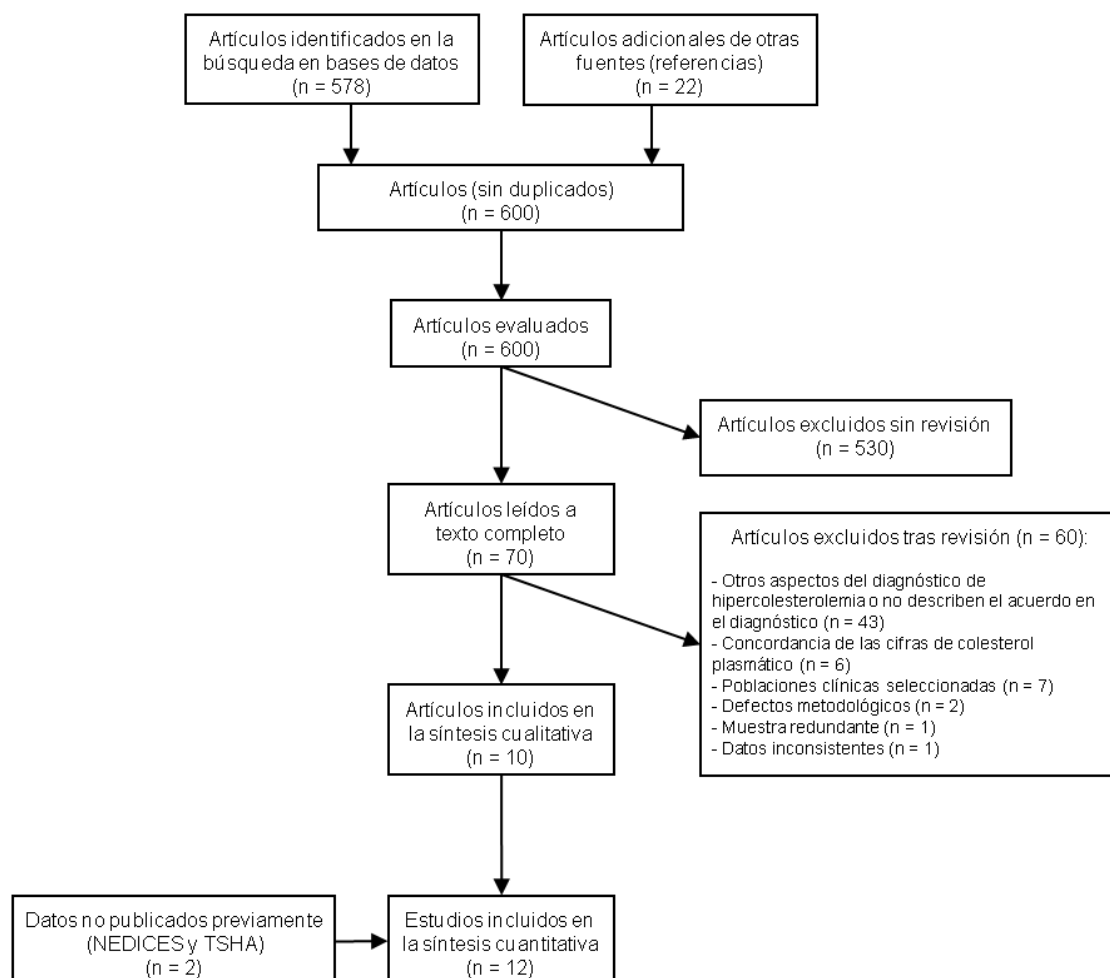 Artículos identificados en la
búsqueda en bases de datos
(n = 578)
Artículos adicionales de otras
fuentes (referencias)
(n = 22)
Artículos (sin duplicados)
(n = 600)
Artículos evaluados
(n = 600)
Artículos excluidos sin revisión
(n = 530)
Artículos leídos a
texto completo
(n = 70)
Artículos excluidos tras revisión (n = 60):
- Otros aspectos del diagnóstico de
hipercolesterolemia o no describen el acuerdo en
el diagnóstico (n = 43)
- Concordancia de las cifras de colesterol
plasmático (n = 6)
- Poblaciones clínicas seleccionadas (n = 7)
- Defectos metodológicos (n = 2)
- Muestra redundante (n = 1)
- Datos inconsistentes (n = 1)
Artículos incluidos en
la síntesis cualitativa
(n = 10)
Datos no publicados previamente
(NEDICES y TSHA)
(n = 2)
Estudios incluidos en
la síntesis cuantitativa
(n = 12)